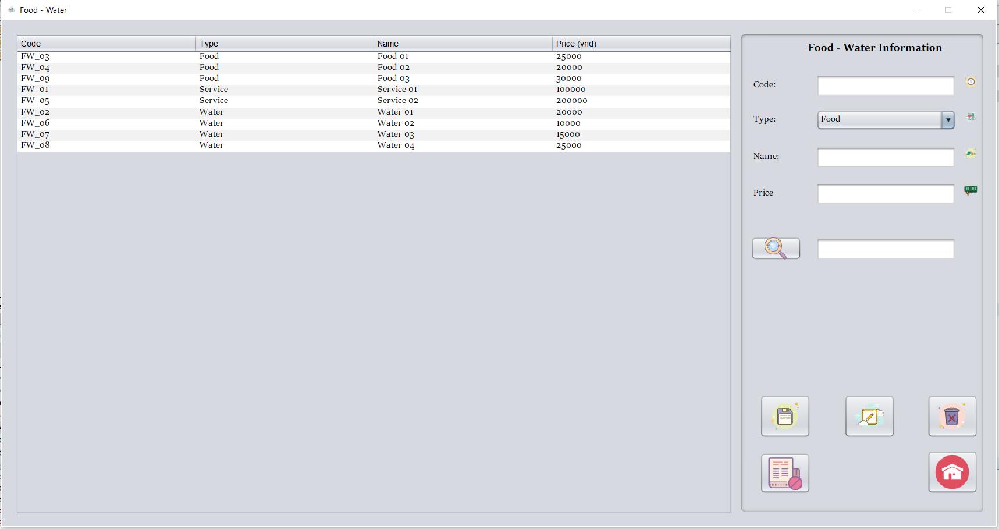 Food - Water
Code Type Name Price (vnd)
FW_03 Food Food 01 25000
FW_04 Food Food 02 20000
FW_09 Food Food 03 30000
FW_01 Service Service 01 100000
FW_05 Service Service 02 200000
FW_02 Water Water 01 20000
FW_06 Water Water 02 10000
FW_07 Water Water 03 15000
FW_08 Water Water 04 25000
Food - Water Information
Code:
Type: Food
Name:
Price